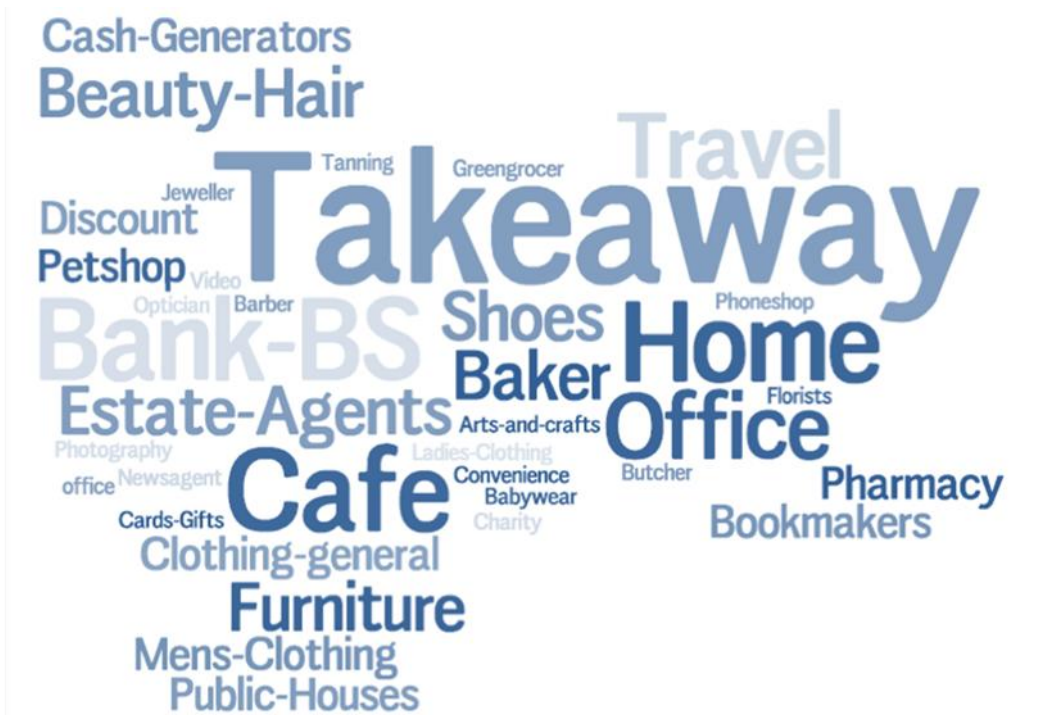 Cash-Generators
Beauty-Hair
Travel
Takeaway
Tanning
Greengrocer
Jeweller
Discount
Petshop
Video
Optician
Barber
Bank-BS
Shoes
Phoneshop
Home
Baker
Estate-Agents
Florists
Arts-and-crafts
Office
Photography
Ladies-Clothing
office
Newsagent
Cafe
Convenience
Butcher
Babywear
Pharmacy
Cards-Gifts
Charity
Bookmakers
Clothing-general
Furniture
Mens-Clothing
Public-Houses